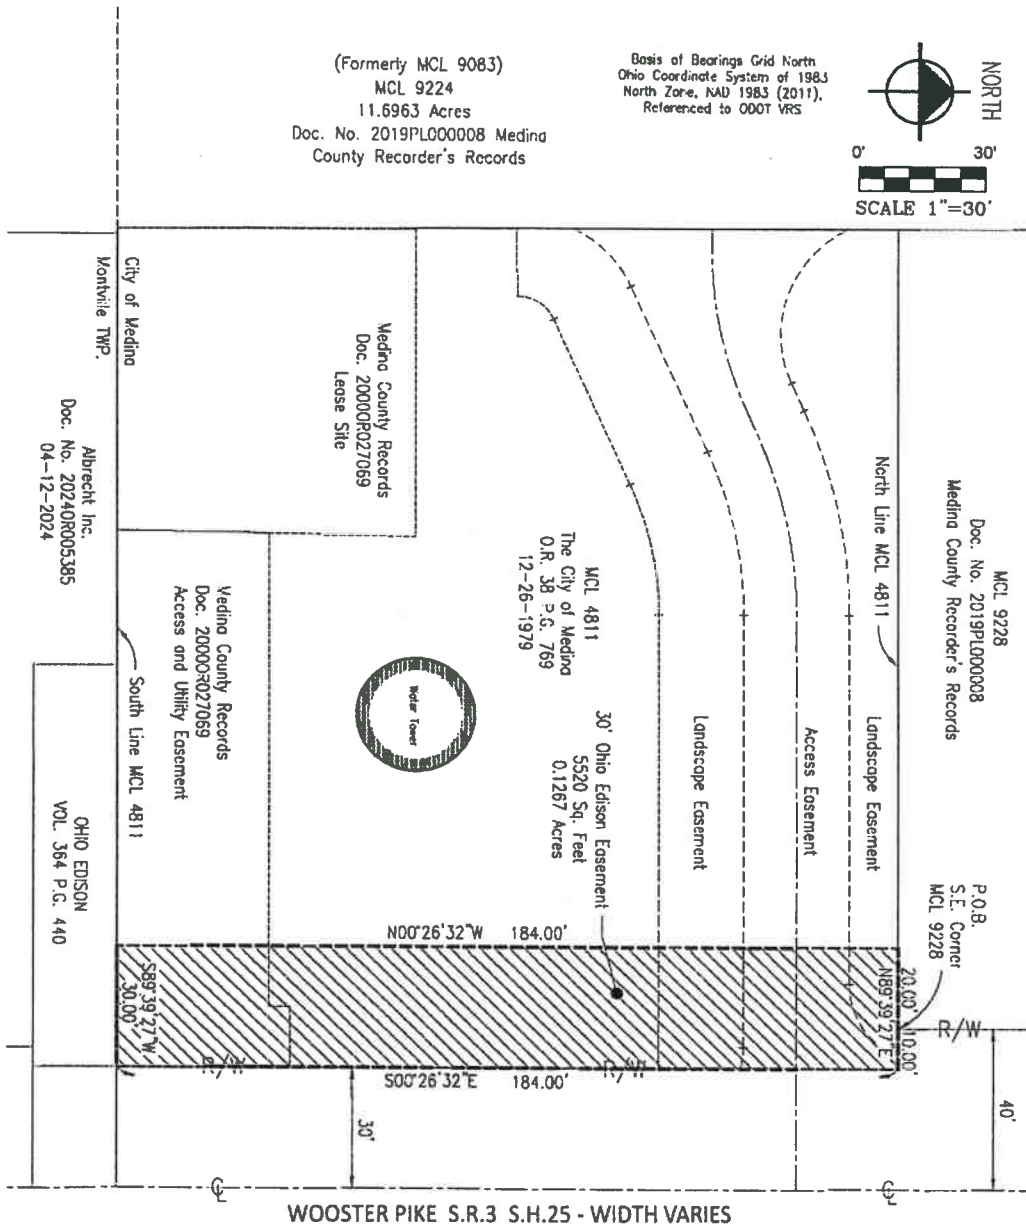 (Formerly MCL 9083)
MCL 9224
11.6963 Acres
Doc. No. 2019PL000008 Medina
County Recorder's Records
Basis of Bearings Grid North
Ohio Coordinate System of 1983
North Zone, NAD 1983 (2011),
Referenced to ODOT VRS
NORTH
0' 30'
SCALE 1"=30'
City of Medina
Montville TWP.
Albrecht Inc.
Doc. No. 2024OR005385
04-12-2024
Medina County Records
Doc. 2000OR027069
Lease Site
North Line MCL 4811
MCL 9228
Doc. No. 2019PL000008
Medina County Recorder's Records
MCL 4811
The City of Medina
O.R. 38 P.G. 769
12-26-1979
Medina County Records
Doc. 2000OR027069
Access and Utility Easement
South Line MCL 4811
Water Tower
30' Ohio Edison Easement
5520 Sq. Feet
0.1267 Acres
Landscape Easement
Access Easement
Landscape Easement
OHIO EDISON
VOL. 364 P.G. 440
P.O.B.
S.E. Corner
MCL 9228
N00°26'32"W 184.00'
S89°39'27"W
30.00'
20.00' 10.00'
N89°39'27"E
R/W
R/W
R/W
S00°26'32"E 184.00'
30'
40'
CL
CL
WOOSTER PIKE S.R.3 S.H.25 - WIDTH VARIES